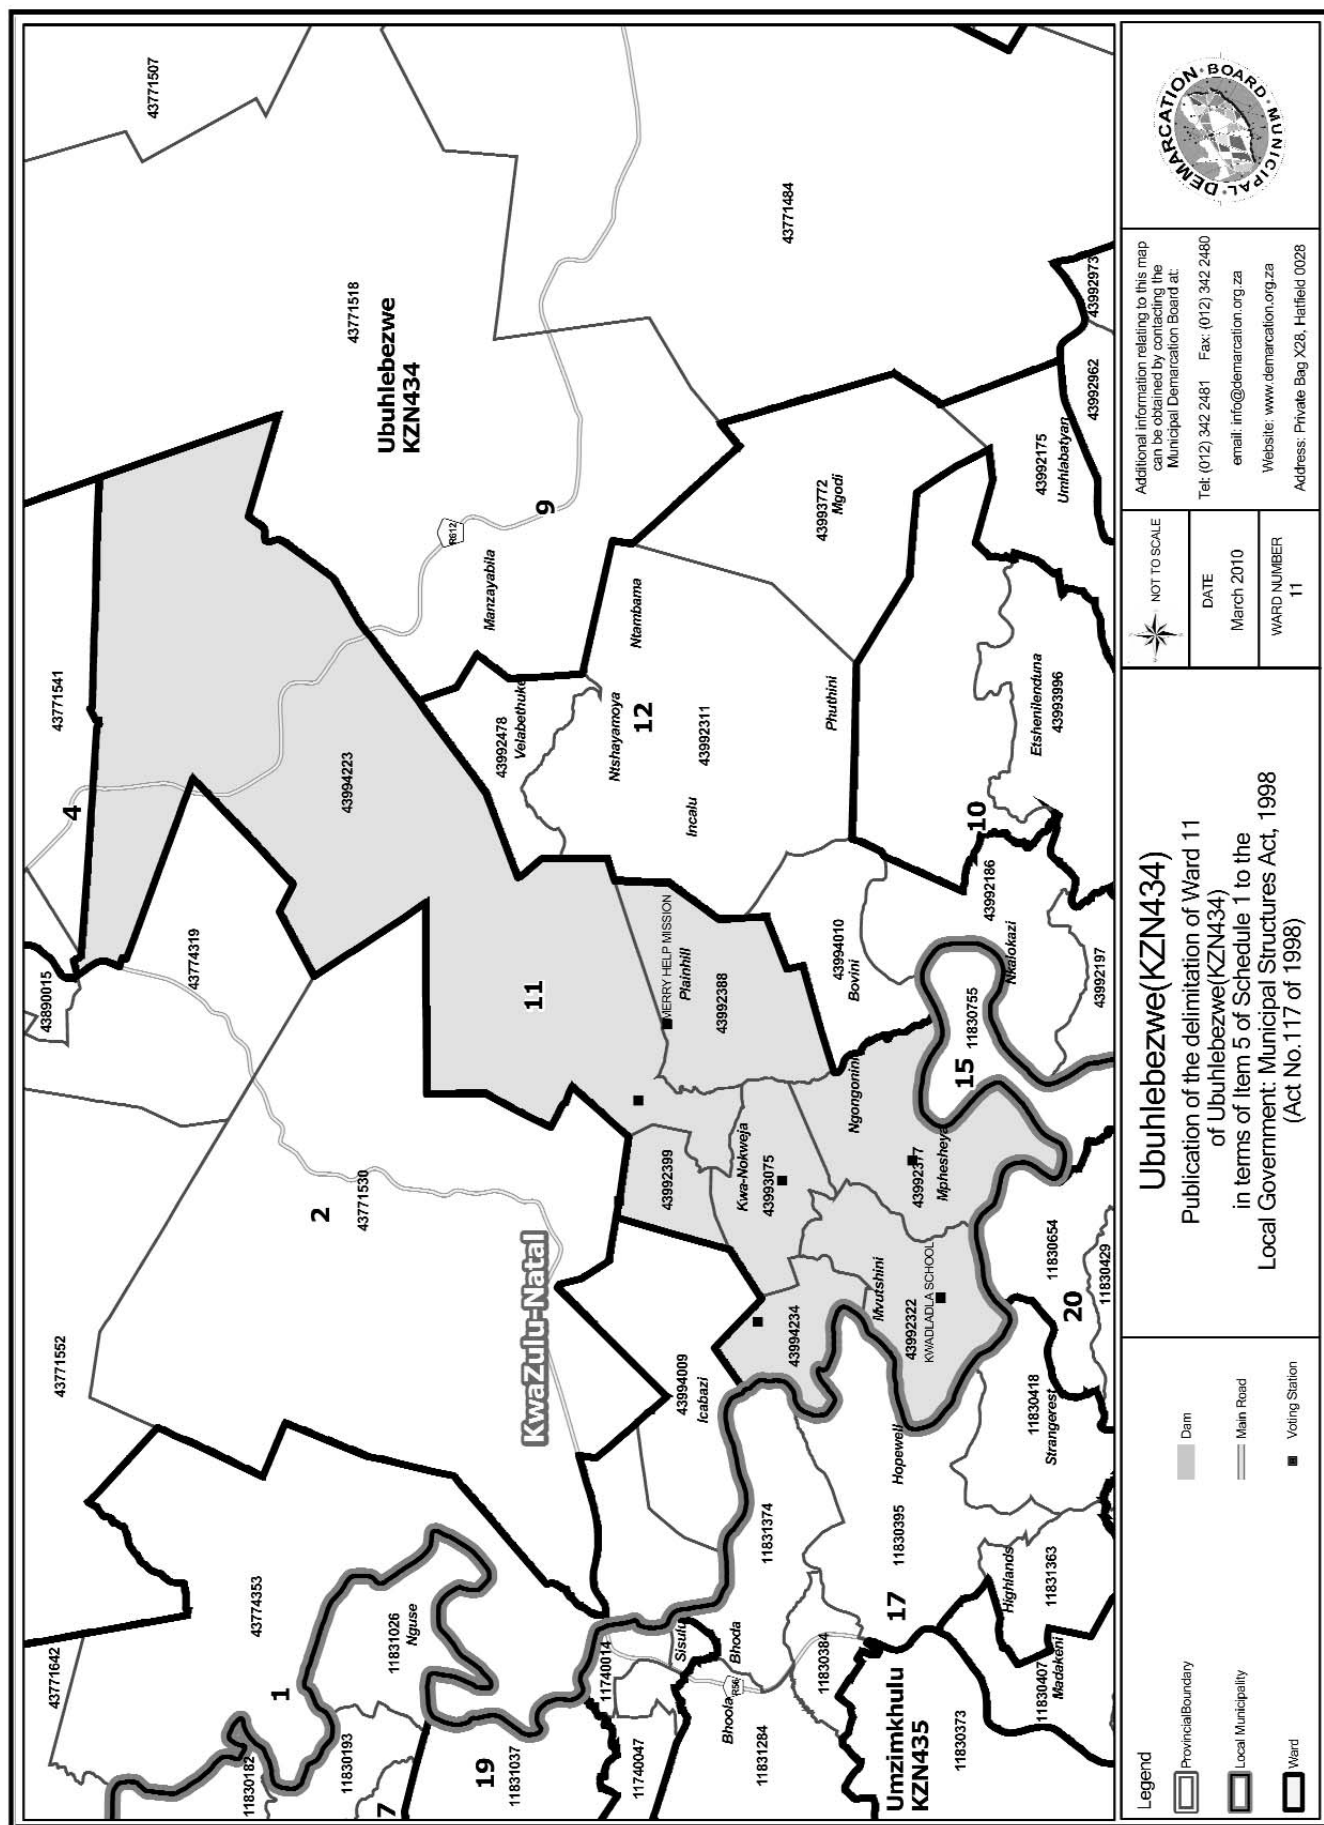 43771507
43771541
43771518
43771484
4
43890015
43774319
43994223
Ubuhlebezwe
KZN434
R612
9
Manzayabila
43771552
2
43771530
11
43992478
Velabethuke
Ntshayamoya
Ntambama
12
43992311
Incalu
Phuthini
43993772
Mgodi
KwaZulu-Natal
MERRY HELP MISSION
Plainhill
43992388
43992399
Kwa-Nokweja
43993075
43994009
Icabazi
43994234
Mvutshini
43992322
KWADLADLA SCHOOL
43992377
Mphesheya
Ngongonini
43994010
Bovini
43992186
Nkalokazi
43992197
10
Etshenilenduna
43993996
43992175
Umhlabatyan
43992962
43992973
11830755
15
43771642
43774353
1
11831026
Nguse
11830182
11830193
7
19
11831037
11740014
11740047
Sisulu
Bhoda
Bhoola
R56
11831284
11831374
11830384
Hopewell
11830395
17
Umzimkhulu
KZN435
11830373
11830407
Madakeni
Highlands
11831363
11830418
Strangerest
20
11830654
11830429
Legend
ProvincialBoundary
Local Municipality
Ward
Dam
Main Road
Voting Station
Ubuhlebezwe(KZN434)
Publication of the delimitation of Ward 11
of Ubuhlebezwe(KZN434)
in terms of Item 5 of Schedule 1 to the
Local Government: Municipal Structures Act, 1998
(Act No.117 of 1998)
NOT TO SCALE
DATE
March 2010
WARD NUMBER
11
Additional information relating to this map
can be obtained by contacting the
Municipal Demarcation Board at:
Tel: (012) 342 2481 Fax: (012) 342 2480
email: info@demarcation.org.za
Website: www.demarcation.org.za
Address: Private Bag X28, Hatfield 0028
MUNICIPAL · DEMARCATION · BOARD ·